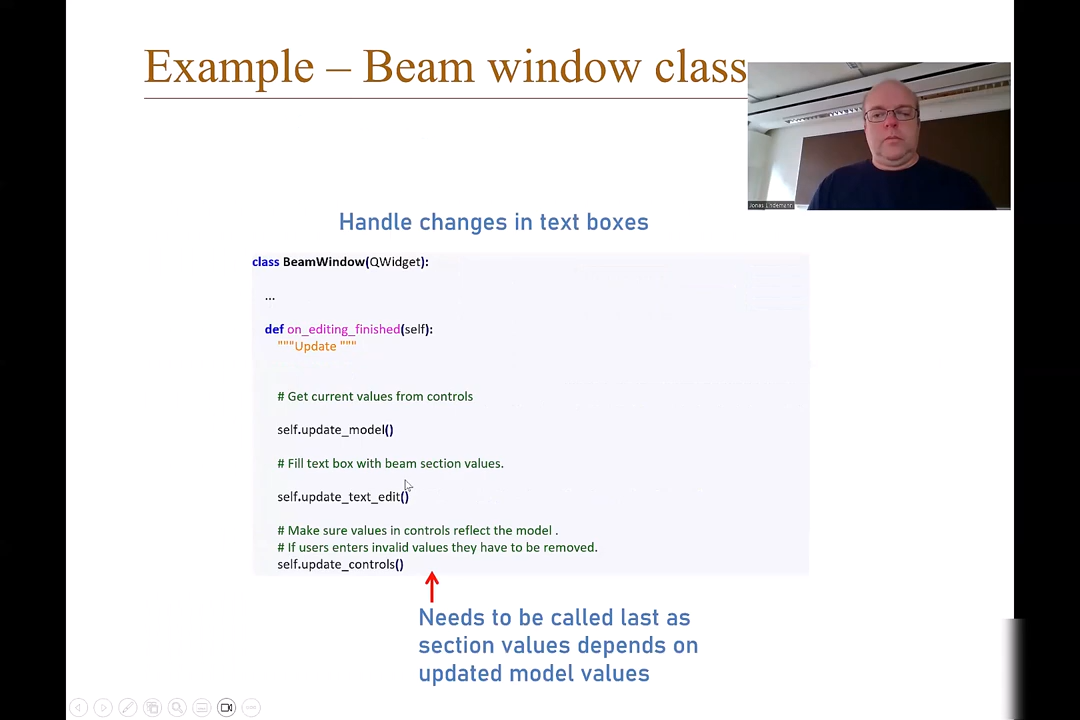 Example – Beam window class
Jonas Lindemann
Handle changes in text boxes
class BeamWindow(QWidget):
...
def on_editing_finished(self):
"""Update """
# Get current values from controls
self.update_model()
# Fill text box with beam section values.
self.update_text_edit()
# Make sure values in controls reflect the model .
# If users enters invalid values they have to be removed.
self.update_controls()
Needs to be called last as
section values depends on
updated model values